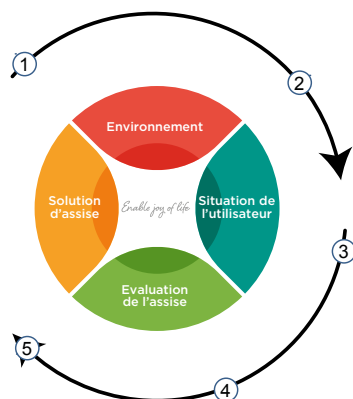 1
2
Environnement
Solution
d'assise
Enable joy of life
Situation de
l'utilisateur
3
Evaluation
de l'assise
5
4